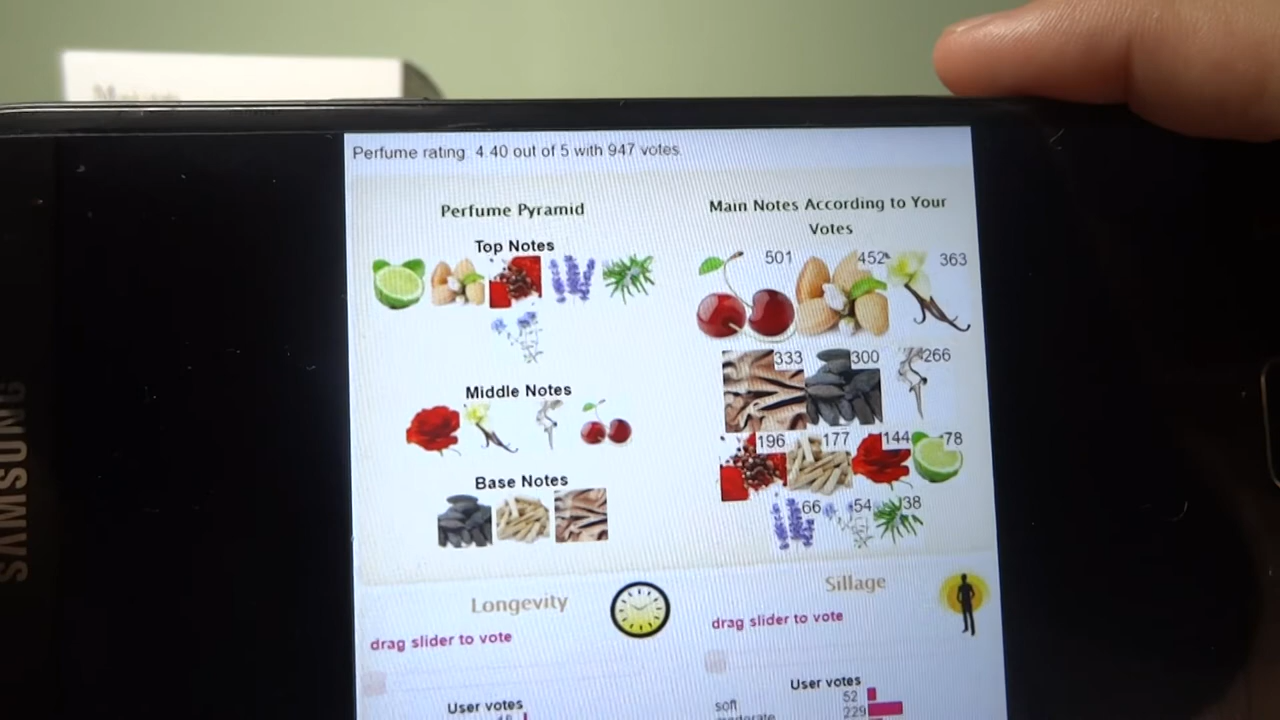 Perfume rating: 4.40 out of 5 with 947 votes.
Perfume Pyramid
Top Notes
Middle Notes
Base Notes
Main Notes According to Your
Votes
501 452 363
333 300 266
196 177 144 78
66 54 38
Longevity
drag slider to vote
User votes
Sillage
drag slider to vote
User votes
52
soft 229
moderate
SAMSUNG